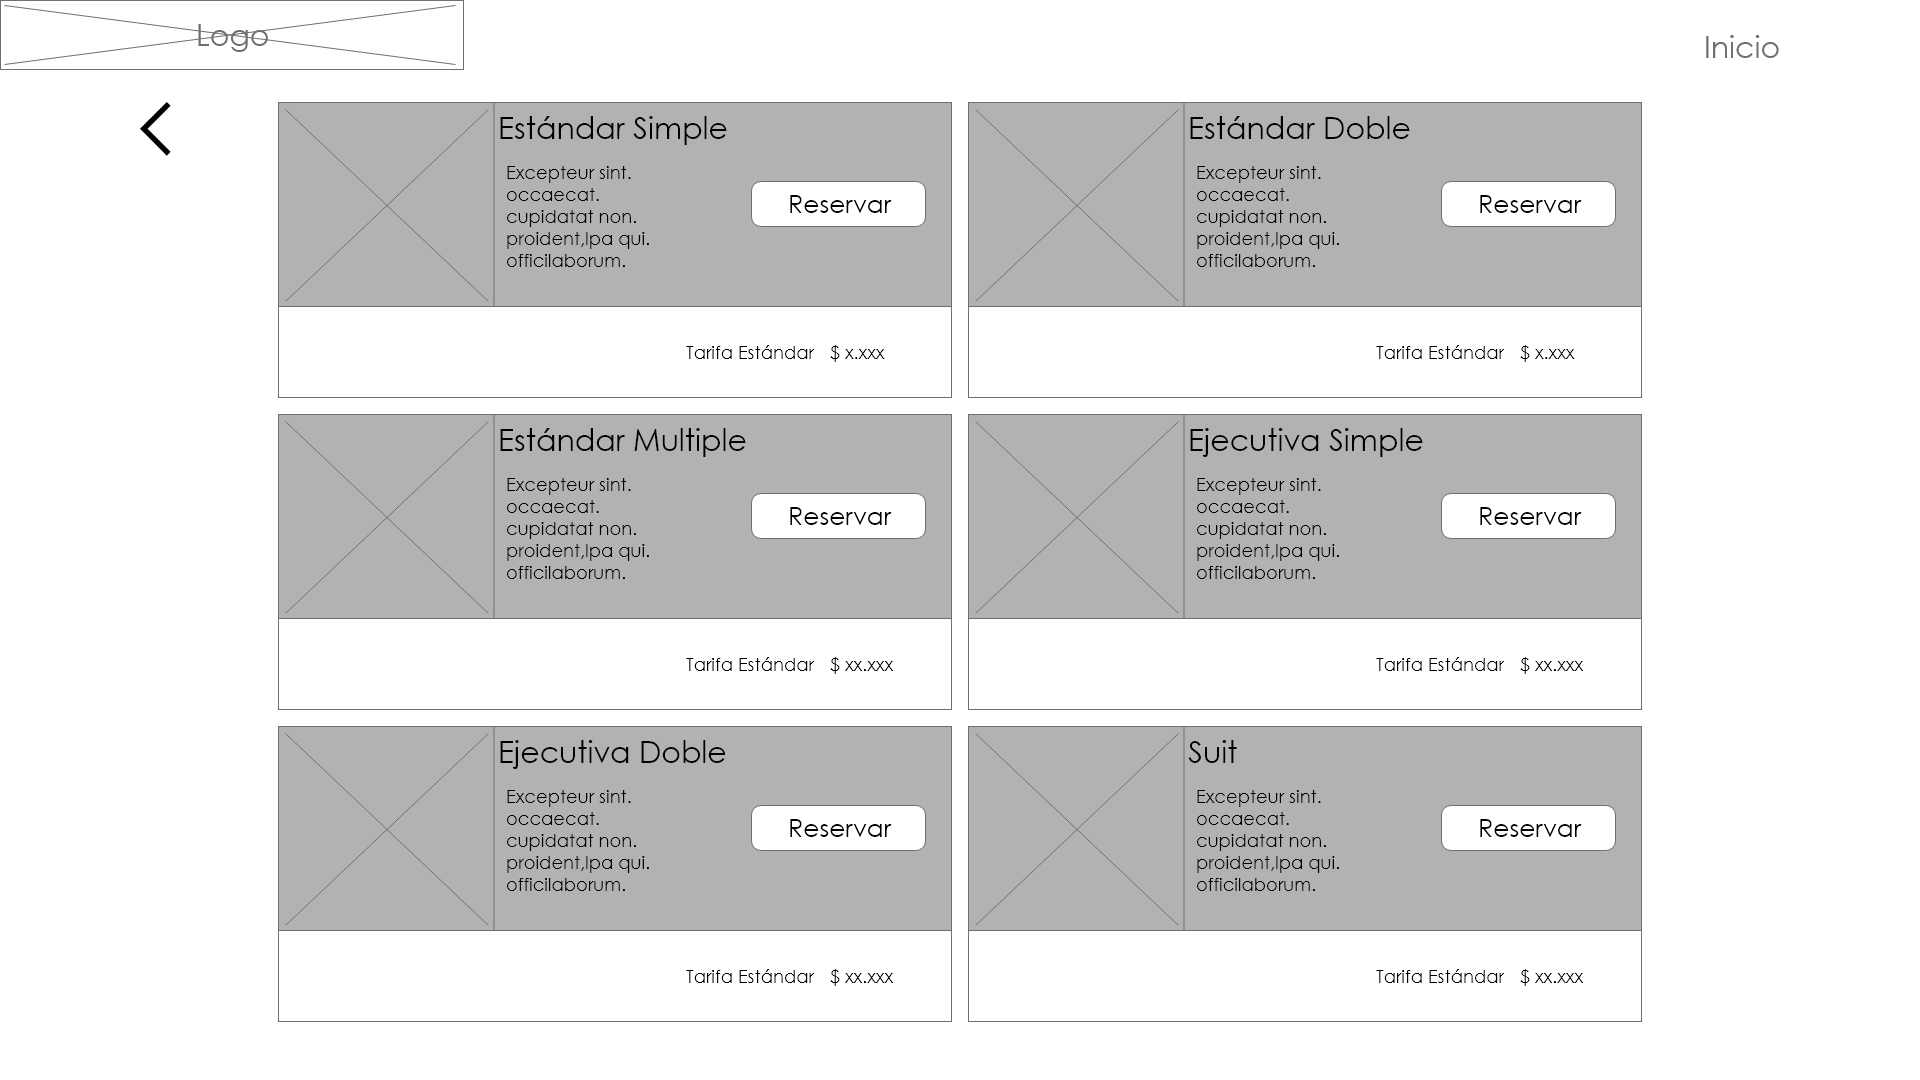 Logo
Inicio
Estándar Simple
Excepteur sint.
occaecat.
cupidatat non.
proident,lpa qui.
officilaborum.
Reservar
Tarifa Estándar $ x.xxx
Estándar Doble
Excepteur sint.
occaecat.
cupidatat non.
proident,lpa qui.
officilaborum.
Reservar
Tarifa Estándar $ x.xxx
Estándar Multiple
Excepteur sint.
occaecat.
cupidatat non.
proident,lpa qui.
officilaborum.
Reservar
Tarifa Estándar $ xx.xxx
Ejecutiva Simple
Excepteur sint.
occaecat.
cupidatat non.
proident,lpa qui.
officilaborum.
Reservar
Tarifa Estándar $ xx.xxx
Ejecutiva Doble
Excepteur sint.
occaecat.
cupidatat non.
proident,lpa qui.
officilaborum.
Reservar
Tarifa Estándar $ xx.xxx
Suit
Excepteur sint.
occaecat.
cupidatat non.
proident,lpa qui.
officilaborum.
Reservar
Tarifa Estándar $ xx.xxx